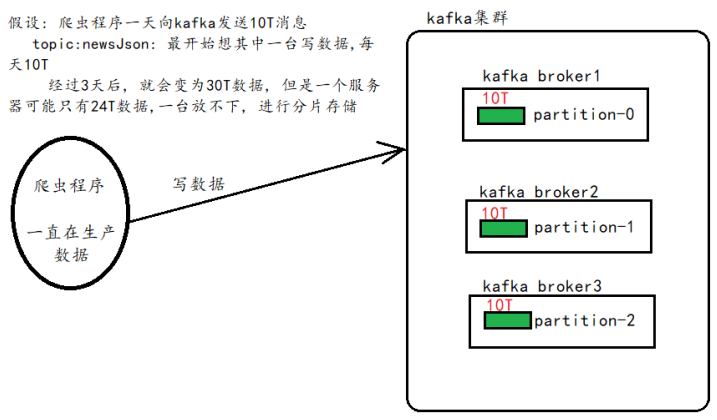 假设: 爬虫程序一天向kafka发送10T消息
topic:newsJson: 最开始想其中一台写数据,每
天10T
经过3天后, 就会变为30T数据, 但是一个服务
器可能只有24T数据,一台放不下, 进行分片存储
爬虫程序
一直在生产
数据
写数据
kafka集群
kafka broker1
10T
partition-0
kafka broker2
10T
partition-1
kafka broker3
10T
partition-2